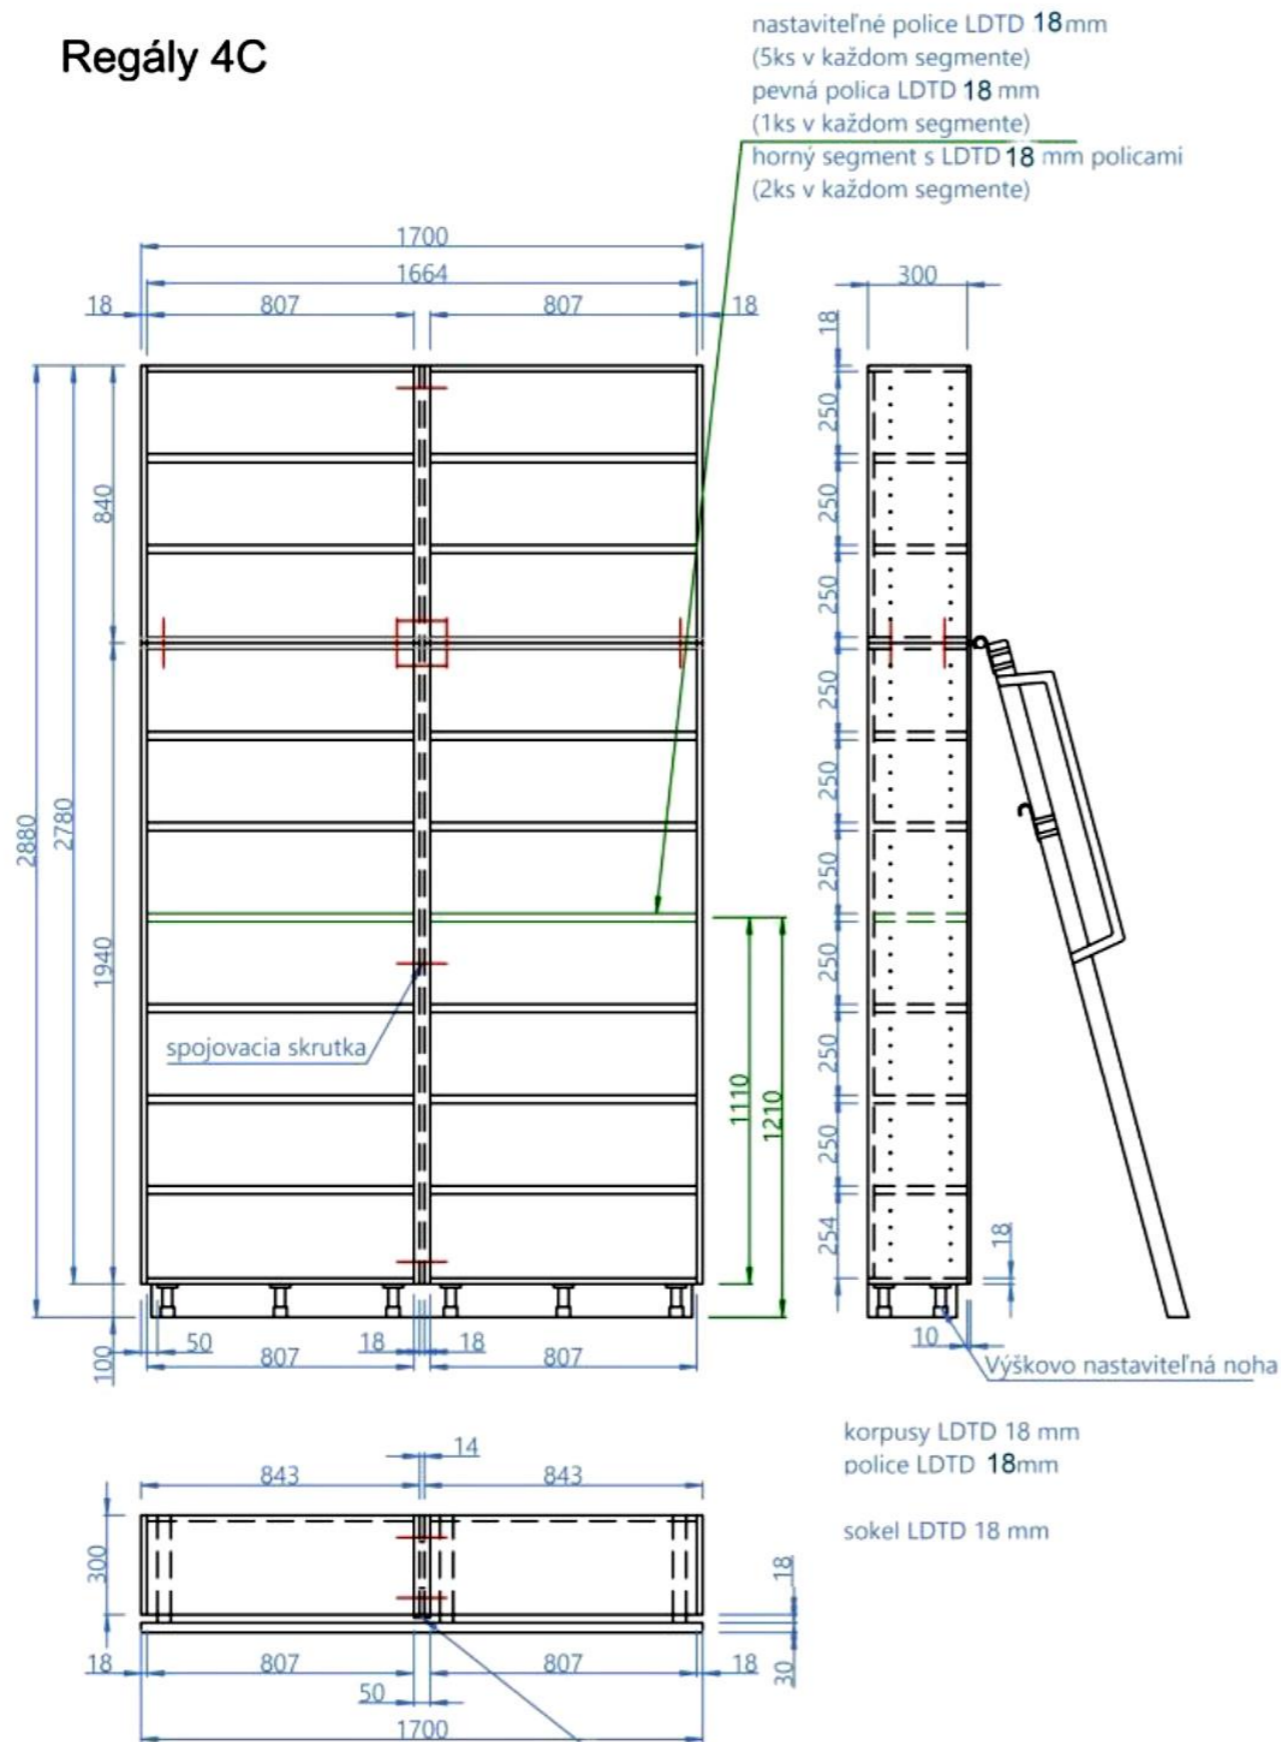 Regály 4C
nastaviteľné police LDTD 18mm
(5ks v každom segmente)
pevná polica LDTD 18 mm
(1ks v každom segmente)
horný segment s LDTD 18 mm policami
(2ks v každom segmente)
1700
1664
18 807 807 18
300
18
250
250
250
250
250
250
250
250
250
254
18
10
840
1940
2780
2880
100
spojovacia skrutka
1110
1210
50
18 18
807 807
Výškovo nastaviteľná noha
korpusy LDTD 18 mm
police LDTD 18mm
sokel LDTD 18 mm
14
843 843
300
18
30
18 807 807 18
50
1700